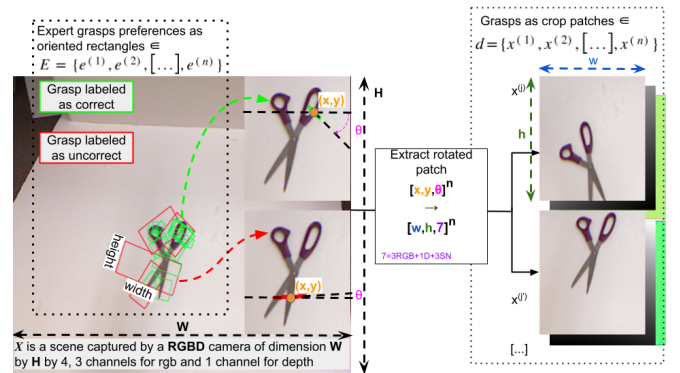 Expert grasps preferences as
oriented rectangles ∈
E = {e⁽¹⁾, e⁽²⁾, […], e⁽ⁿ⁾}
Grasp labeled
as correct
Grasp labeled
as uncorrect
height
width
(x,y)
θ
(x,y)
θ
H
W
X is a scene captured by a RGBD camera of dimension W
by H by 4, 3 channels for rgb and 1 channel for depth
Extract rotated
patch
[x,y,θ]ⁿ
→
[w,h,7]ⁿ
7=3RGB+1D+3SN
Grasps as crop patches ∈
d = {x⁽¹⁾, x⁽²⁾, […], x⁽ⁿ⁾}
w
x⁽ʲ⁾
h
x⁽ʲ'⁾
[...]